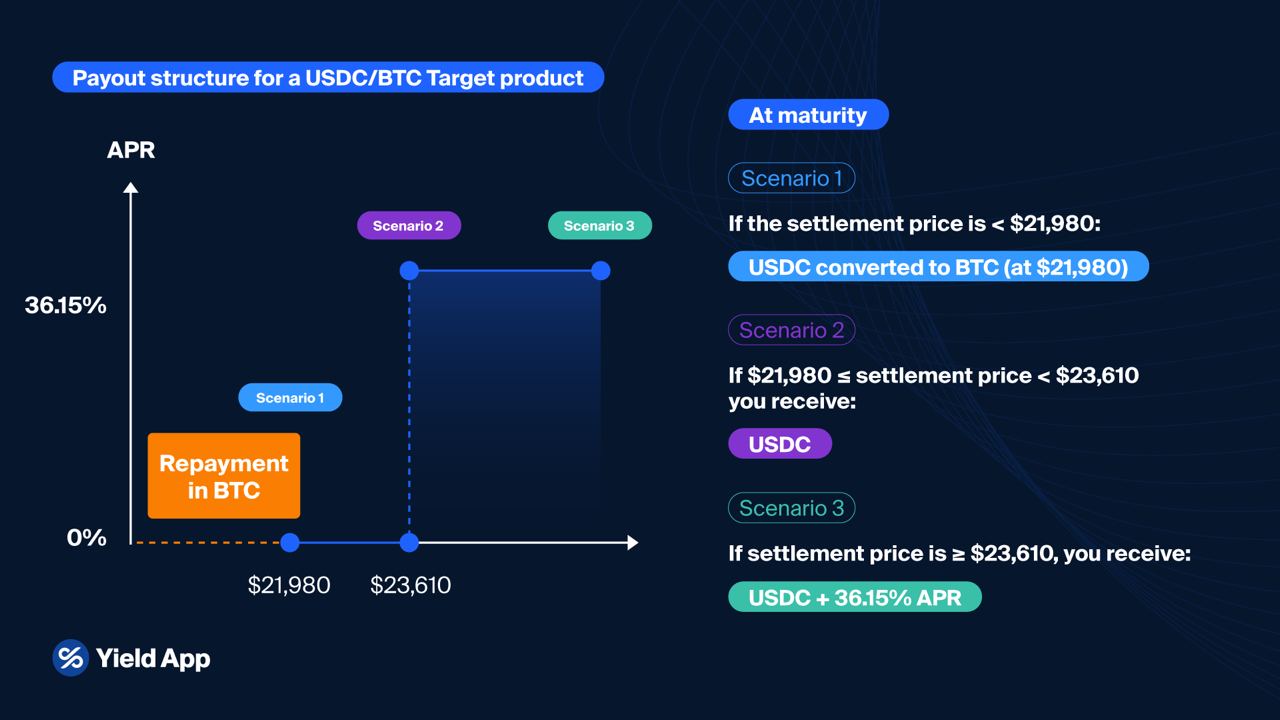 Payout structure for a USDC/BTC Target product
APR
Scenario 2
Scenario 3
36.15%
Scenario 1
Repayment
in BTC
0%
$21,980
$23,610
Yield App
At maturity
Scenario 1
If the settlement price is < $21,980:
USDC converted to BTC (at $21,980)
Scenario 2
If $21,980 ≤ settlement price < $23,610
you receive:
USDC
Scenario 3
If settlement price is ≥ $23,610, you receive:
USDC + 36.15% APR